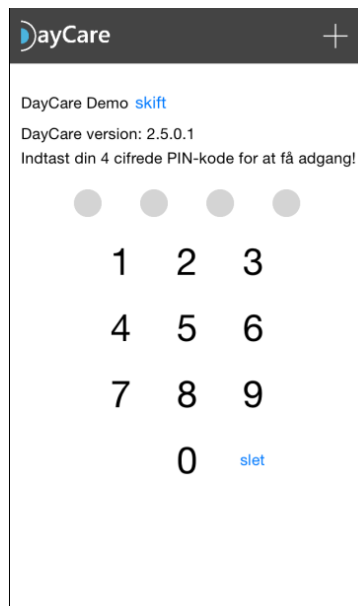 DayCare
DayCare Demo skift
DayCare version: 2.5.0.1
Indtast din 4 cifrede PIN-kode for at få adgang!
1 2 3
4 5 6
7 8 9
0 slet